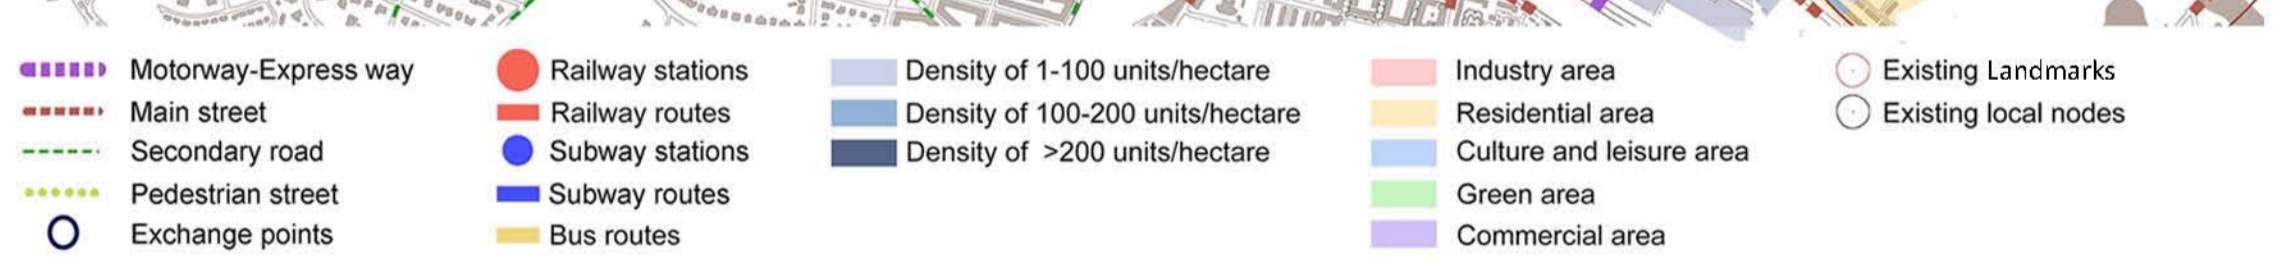 Motorway-Express way
Main street
Secondary road
Pedestrian street
Exchange points
Railway stations
Railway routes
Subway stations
Subway routes
Bus routes
Density of 1-100 units/hectare
Density of 100-200 units/hectare
Density of >200 units/hectare
Industry area
Residential area
Culture and leisure area
Green area
Commercial area
Existing Landmarks
Existing local nodes